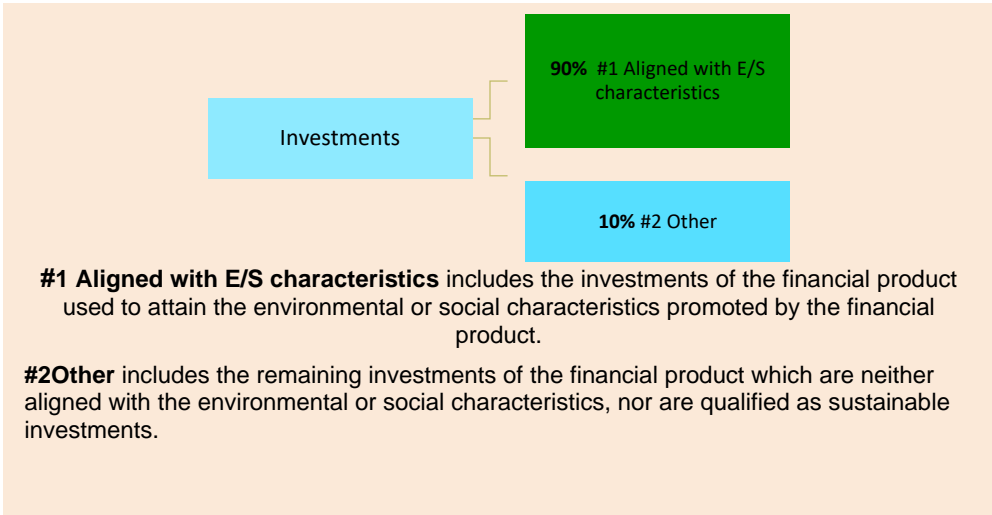 90% #1 Aligned with E/S
characteristics
Investments
10% #2 Other
#1 Aligned with E/S characteristics includes the investments of the financial product
used to attain the environmental or social characteristics promoted by the financial
product.
#2Other includes the remaining investments of the financial product which are neither
aligned with the environmental or social characteristics, nor are qualified as sustainable
investments.